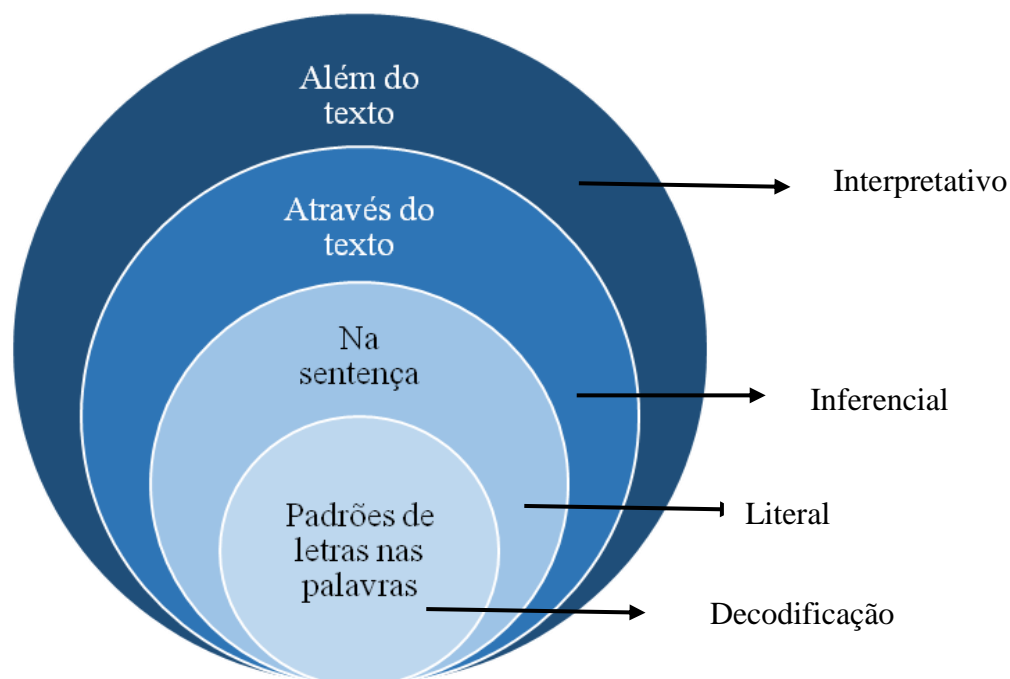 Além do
texto
Interpretativo
Através do
texto
Na
sentença
Inferencial
Padrões de
letras nas
palavras
Literal
Decodificação